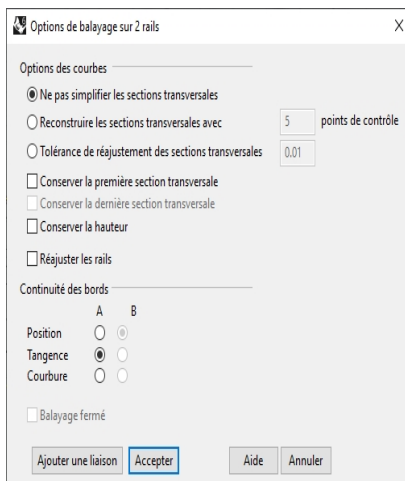 Options de balayage sur 2 rails
Options des courbes
Ne pas simplifier les sections transversales
Reconstruire les sections transversales avec 5 points de contrôle
Tolérance de réajustement des sections transversales 0.01
Conserver la première section transversale
Conserver la dernière section transversale
Conserver la hauteur
Réajuster les rails
Continuité des bords
A B
Position
Tangence
Courbure
Balayage fermé
Ajouter une liaison Accepter Aide Annuler